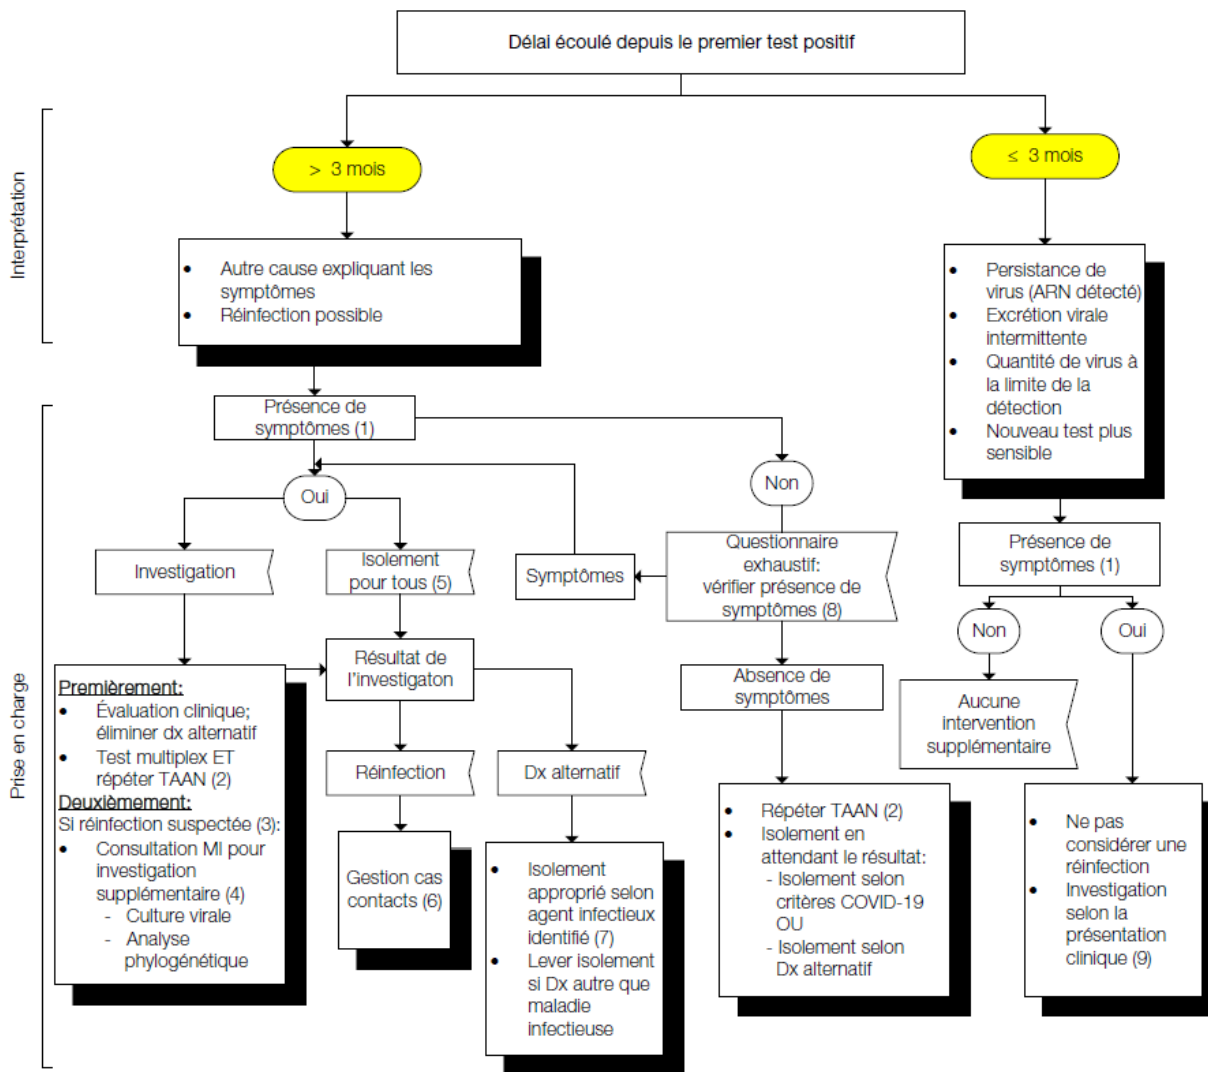 Délai écoulé depuis le premier test positif
Interprétation
> 3 mois
≤ 3 mois
• Autre cause expliquant les
symptômes
• Réinfection possible
• Persistance de
virus (ARN détecté)
• Excrétion virale
intermittente
• Quantité de virus à
la limite de la
détection
• Nouveau test plus
sensible
Prise en charge
Présence de
symptômes (1)
Oui
Non
Investigation
Isolement
pour tous (5)
Symptômes
Questionnaire
exhaustif:
vérifier présence de
symptômes (8)
Présence de
symptômes (1)
Non
Oui
Premièrement:
• Évaluation clinique;
éliminer dx alternatif
• Test multiplex ET
répéter TAAN (2)
Deuxièmement:
Si réinfection suspectée (3):
• Consultation MI pour
investigation
supplémentaire (4)
- Culture virale
- Analyse
phylogénétique
Résultat de
l'investigaton
Absence de
symptômes
Aucune
intervention
supplémentaire
Réinfection
Dx alternatif
Gestion cas
contacts (6)
• Isolement
approprié selon
agent infectieux
identifié (7)
• Lever isolement
si Dx autre que
maladie
infectieuse
• Répéter TAAN (2)
• Isolement en
attendant le résultat:
- Isolement selon
critères COVID-19
OU
- Isolement selon
Dx alternatif
• Ne pas
considérer une
réinfection
• Investigation
selon la
présentation
clinique (9)